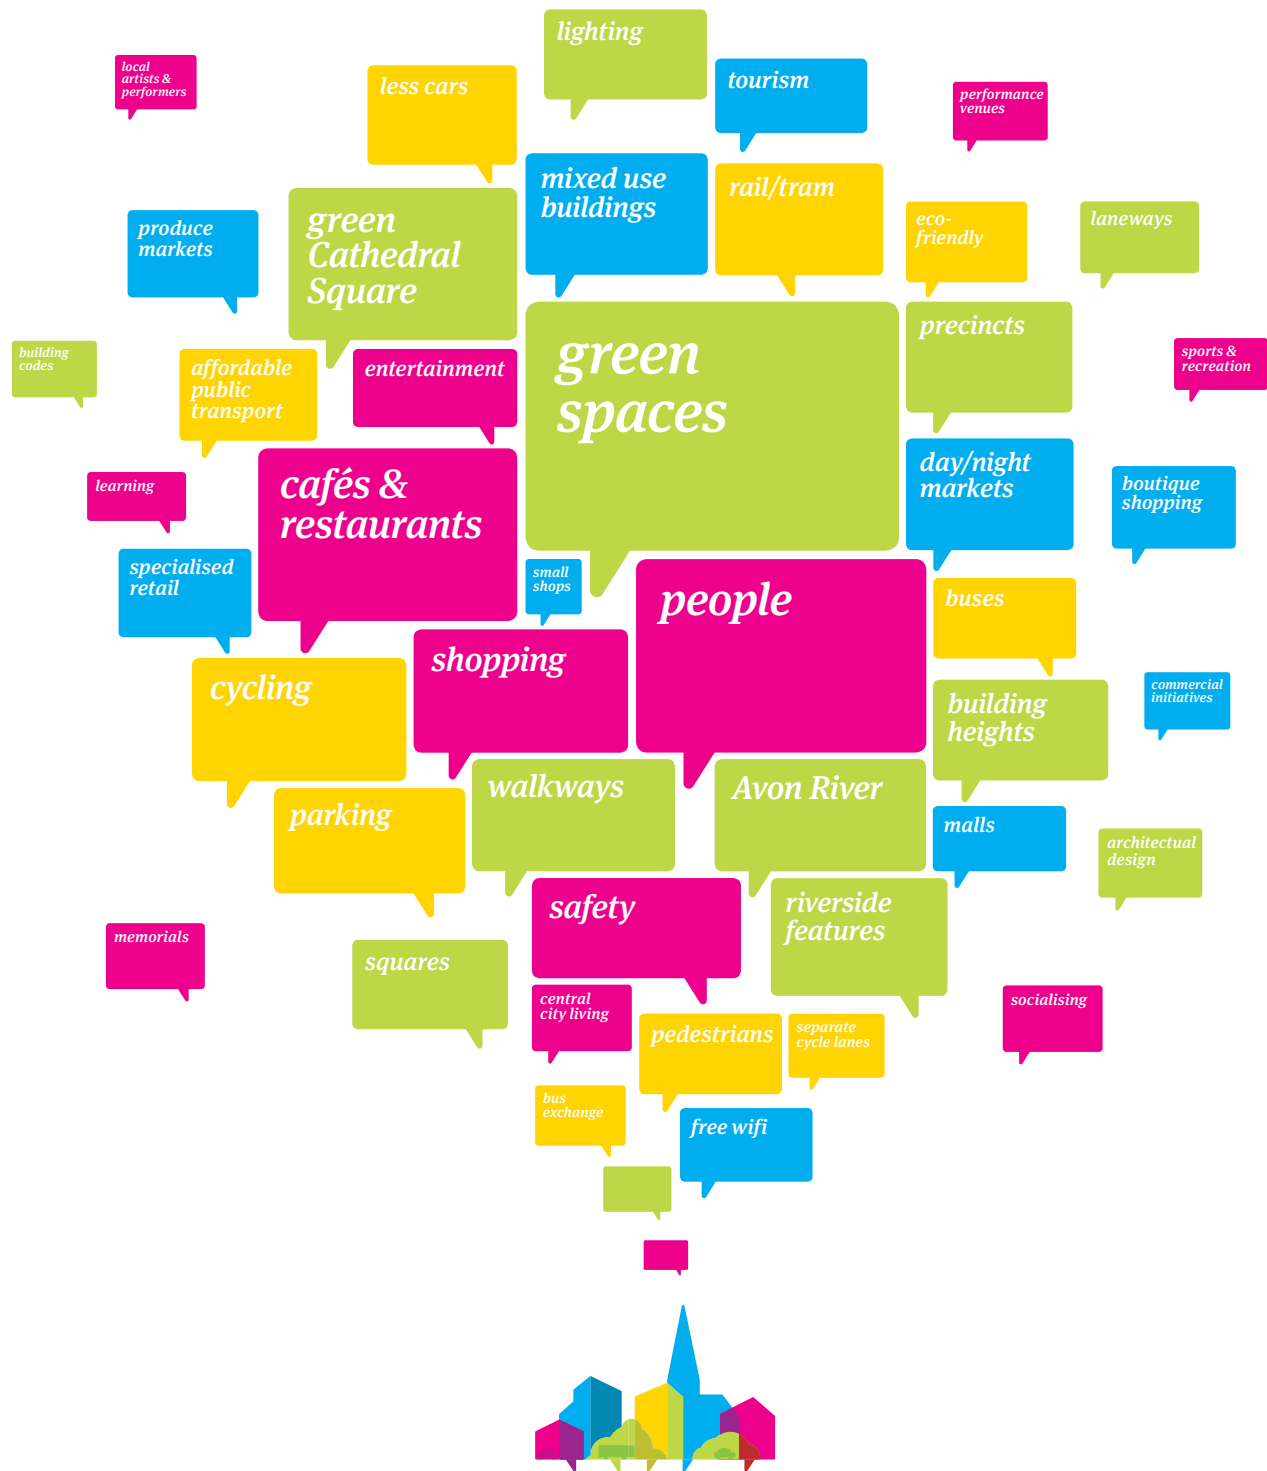 lighting
local
artists &
performers
less cars
tourism
performance
venues
mixed use
buildings
rail/tram
green
Cathedral
Square
produce
markets
eco-
friendly
laneways
green
spaces
precincts
building
codes
affordable
public
transport
entertainment
sports &
recreation
cafés &
restaurants
day/night
markets
boutique
shopping
learning
specialised
retail
small
shops
people
buses
shopping
cycling
commercial
initiatives
building
heights
walkways
Avon River
parking
malls
architectual
design
safety
riverside
features
memorials
squares
central
city living
socialising
pedestrians
separate
cycle lanes
bus
exchange
free wifi